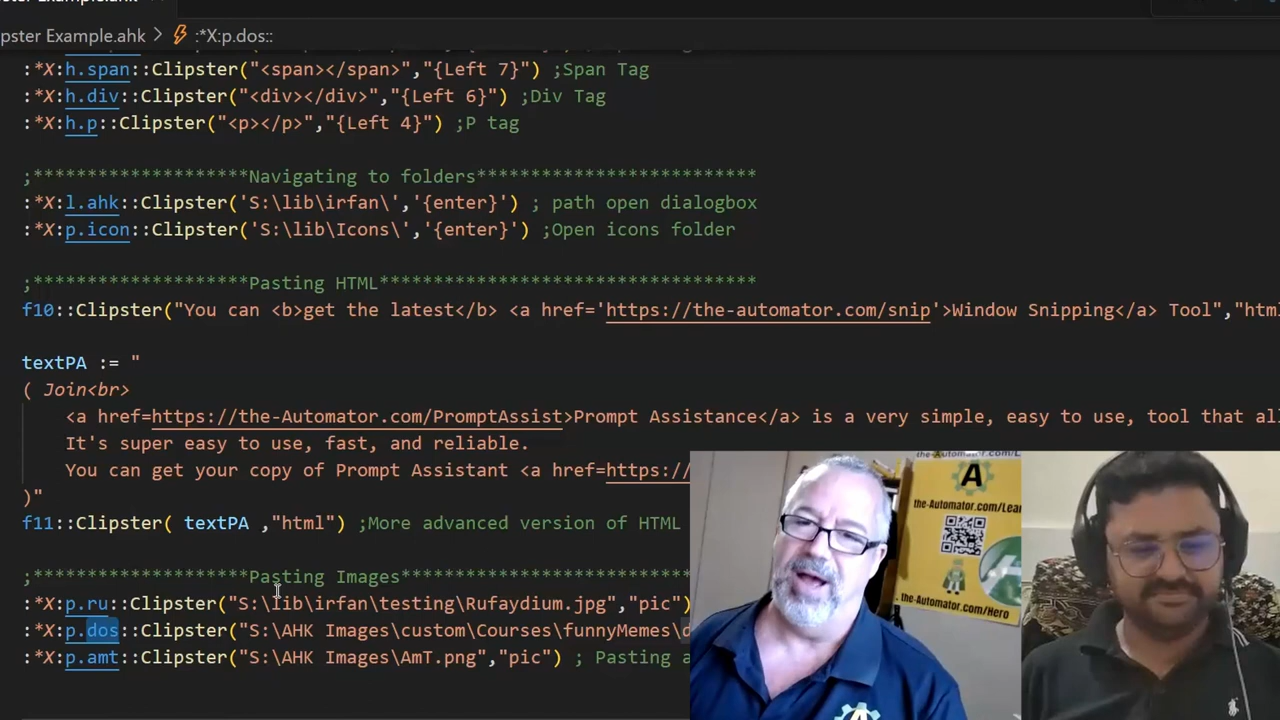 pster Example.ahk > :*X:p.dos::
:*X:h.span::Clipster("<span></span>","{Left 7}") ;Span Tag
:*X:h.div::Clipster("<div></div>","{Left 6}") ;Div Tag
:*X:h.p::Clipster("<p></p>","{Left 4}") ;P tag
;********************Navigating to folders**************************
:*X:l.ahk::Clipster('S:\lib\irfan\','{enter}') ; path open dialogbox
:*X:p.icon::Clipster('S:\lib\Icons\','{enter}') ;Open icons folder
;********************Pasting HTML***********************************
f10::Clipster("You can <b>get the latest</b> <a href='https://the-automator.com/snip'>Window Snipping</a> Tool","html
textPA := "
( Join<br>
<a href=https://the-Automator.com/PromptAssist>Prompt Assistance</a> is a very simple, easy to use, tool that al
It's super easy to use, fast, and reliable.
You can get your copy of Prompt Assistant <a href=https://
)"
f11::Clipster( textPA ,"html") ;More advanced version of HTML
;********************Pasting Images***************************
:*X:p.ru::Clipster("S:\lib\irfan\testing\Rufaydium.jpg","pic")
:*X:p.dos::Clipster("S:\AHK Images\custom\Courses\funnyMemes\d
:*X:p.amt::Clipster("S:\AHK Images\AmT.png","pic") ; Pasting a
A
the-Automator.com/Lear
the-Automator.com/Hero